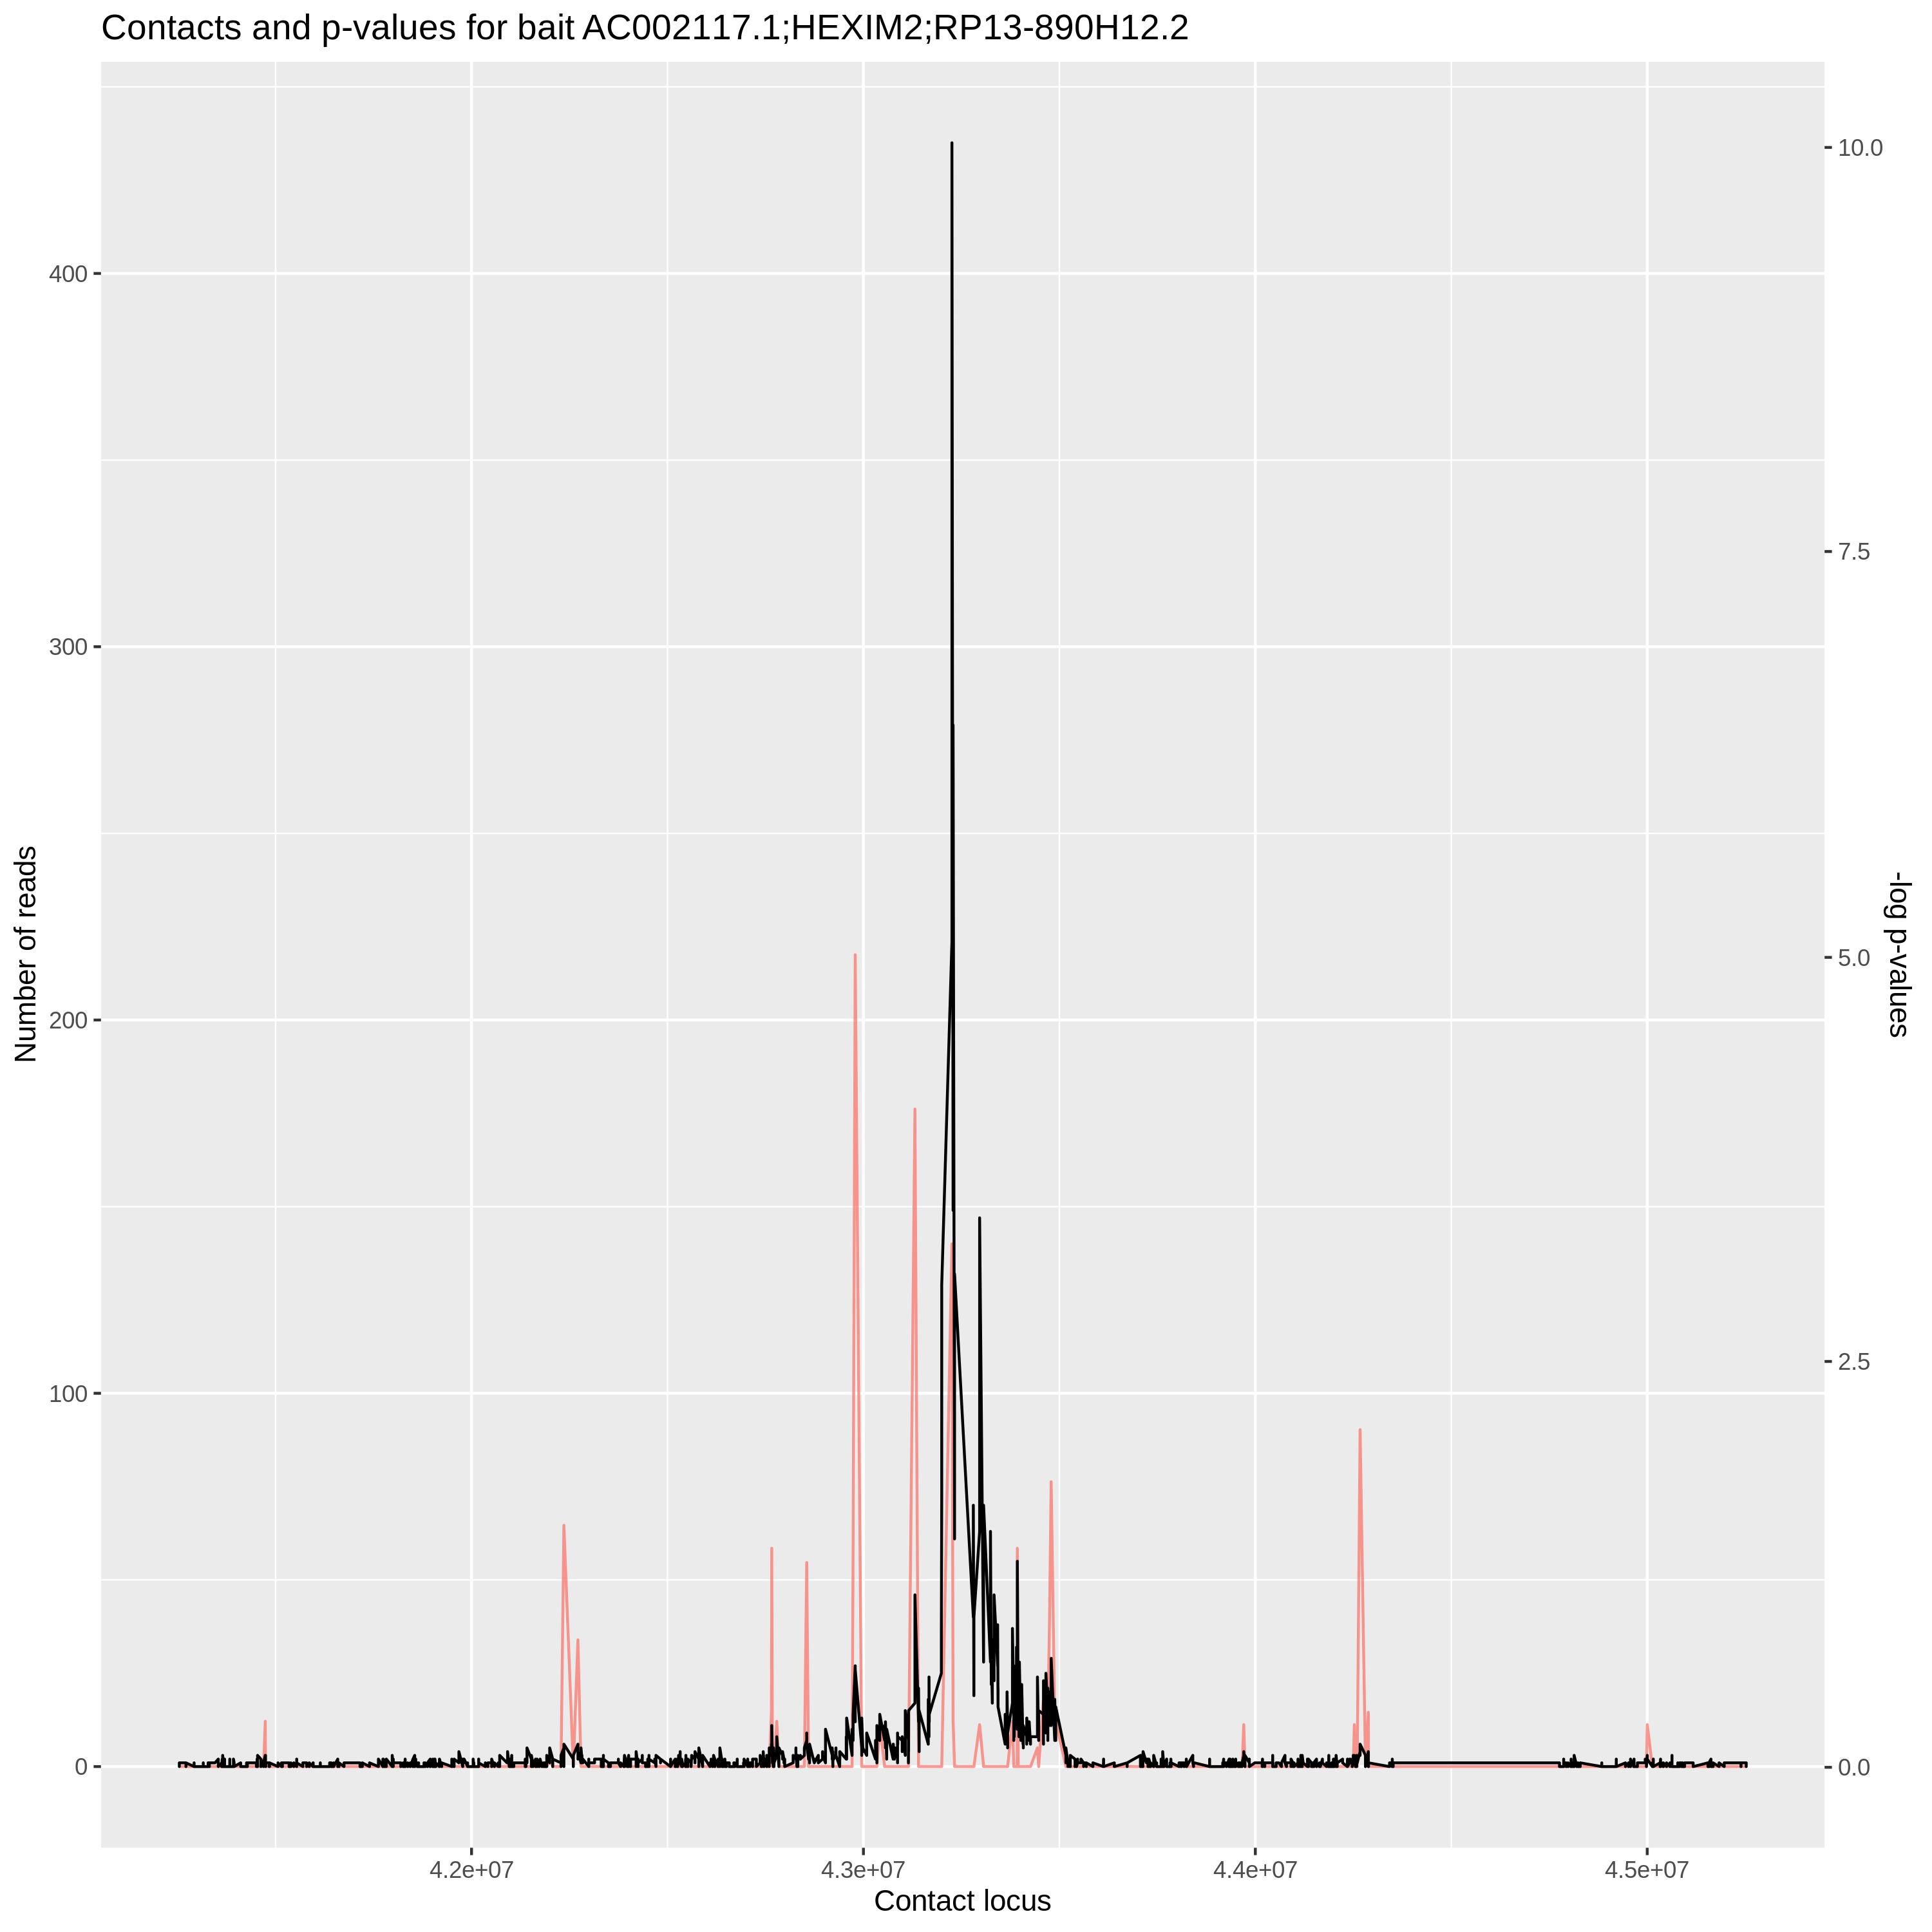 Contacts and p-values for bait AC002117.1;HEXIM2;RP13-890H12.2
Number of reads
400
300
200
100
0
10.0
7.5
5.0
2.5
0.0
-log p-values
4.2e+07
4.3e+07
4.4e+07
4.5e+07
Contact locus